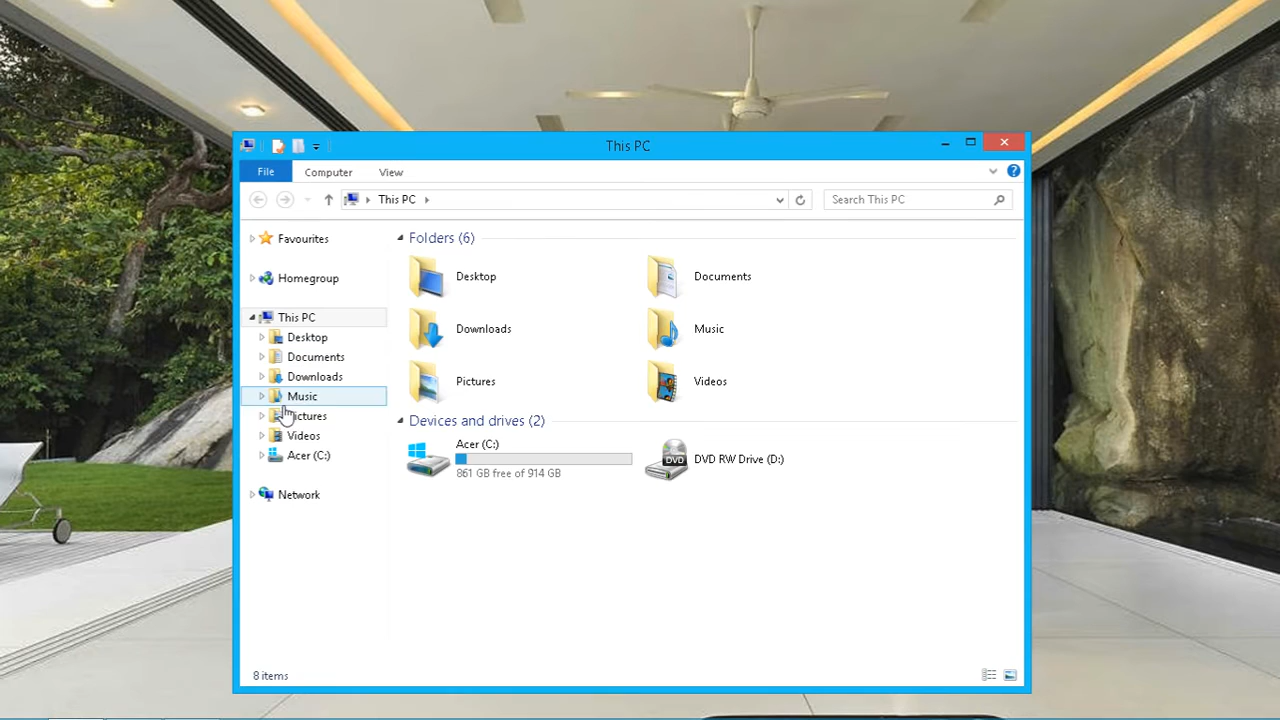 This PC
File
Computer
View
This PC
Search This PC
Favourites
Homegroup
This PC
Desktop
Documents
Downloads
Music
Pictures
Videos
Acer (C:)
Network
Folders (6)
Desktop
Documents
Downloads
Music
Pictures
Videos
Devices and drives (2)
Acer (C:)
861 GB free of 914 GB
DVD
DVD RW Drive (D:)
8 items